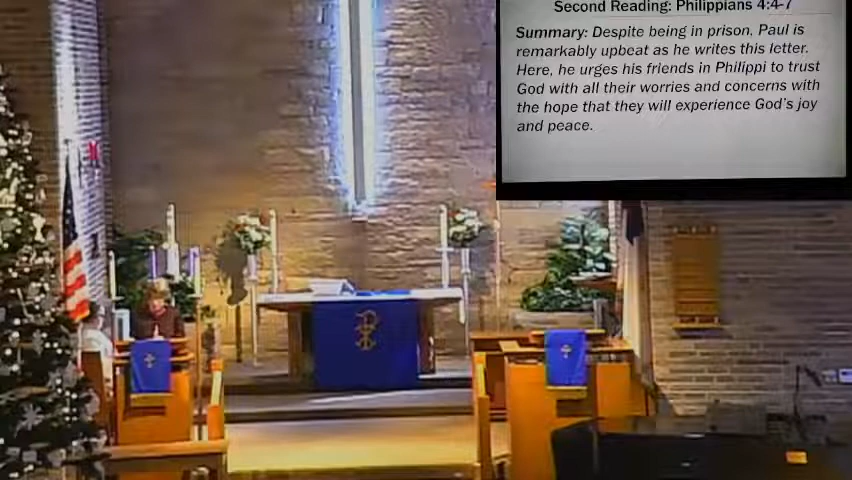 Second Reading: Philippians 4:4-7
Summary: Despite being in prison, Paul is
remarkably upbeat as he writes this letter.
Here, he urges his friends in Philippi to trust
God with all their worries and concerns with
the hope that they will experience God's joy
and peace.